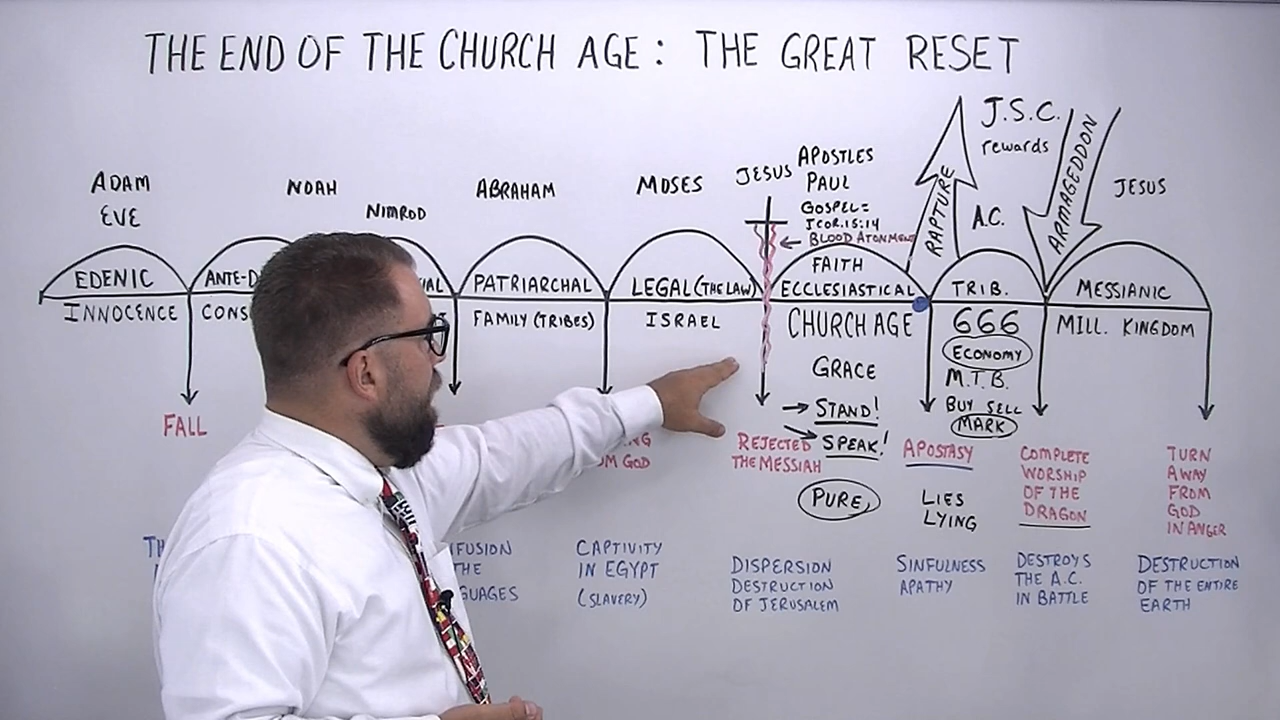 THE END OF THE CHURCH AGE: THE GREAT RESET
ADAM
EVE
NOAH
NIMROD
ABRAHAM
MOSES
JESUS
APOSTLES
PAUL
GOSPEL=
I COR. 15:1-4
BLOOD ATONMENT
FAITH
RAPTURE
J.S.C.
rewards
A.C.
ARMAGEDDON
JESUS
EDENIC
PATRIARCHAL
LEGAL (THE LAW)
ECCLESIASTICAL
TRIB.
MESSIANIC
INNOCENCE
FAMILY (TRIBES)
ISRAEL
CHURCH AGE
666
MILL. KINGDOM
GRACE
STAND!
SPEAK!
PURE,
ECONOMY
M.T.B.
BUY SELL
MARK
FALL
REJECTED
THE MESSIAH
APOSTASY
LIES
LYING
COMPLETE
WORSHIP
OF THE
DRAGON
TURN
AWAY
FROM
GOD
IN ANGER
CAPTIVITY
IN EGYPT
(SLAVERY)
DISPERSION
DESTRUCTION
OF JERUSALEM
SINFULNESS
APATHY
DESTROYS
THE A.C.
IN BATTLE
DESTRUCTION
OF THE ENTIRE
EARTH